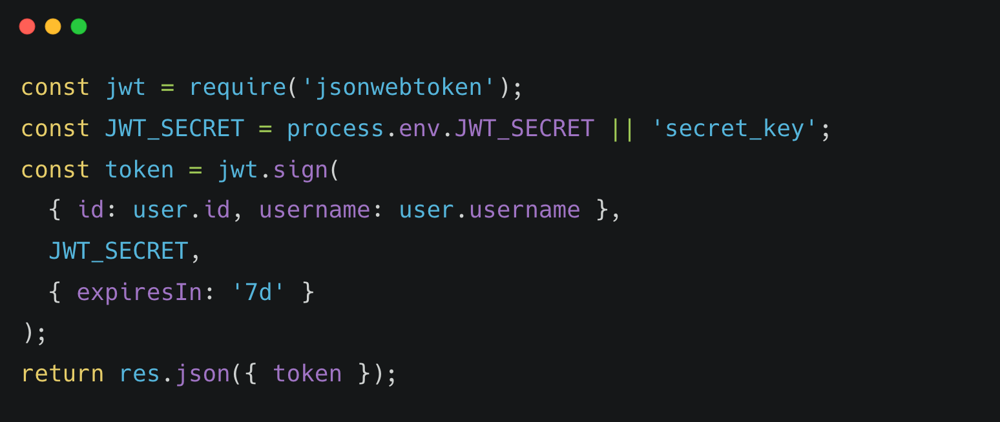 const jwt = require('jsonwebtoken');
const JWT_SECRET = process.env.JWT_SECRET || 'secret_key';
const token = jwt.sign(
  { id: user.id, username: user.username },
  JWT_SECRET,
  { expiresIn: '7d' }
);
return res.json({ token });